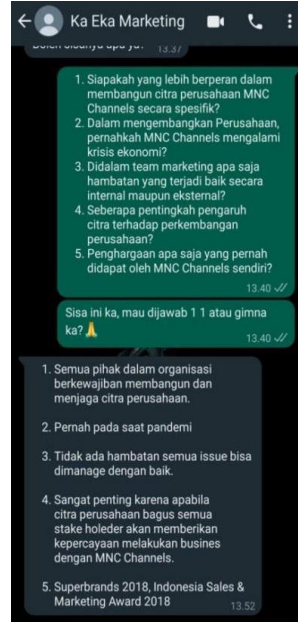 Ka Eka Marketing
13.37
1. Siapakah yang lebih berperan dalam
membangun citra perusahaan MNC
Channels secara spesifik?
2. Dalam mengembangkan Perusahaan,
pernahkah MNC Channels mengalami
krisis ekonomi?
3. Didalam team marketing apa saja
hambatan yang terjadi baik secara
internal maupun eksternal?
4. Seberapa pentingkah pengaruh
citra terhadap perkembangan
perusahaan?
5. Penghargaan apa saja yang pernah
didapat oleh MNC Channels sendiri?
13.40
Sisa ini ka, mau dijawab 1 1 atau gimna
ka? 🙏
13.40
1. Semua pihak dalam organisasi
berkewajiban membangun dan
menjaga citra perusahaan.
2. Pernah pada saat pandemi
3. Tidak ada hambatan semua issue bisa
dimanage dengan baik.
4. Sangat penting karena apabila
citra perusahaan bagus semua
stake holeder akan memberikan
kepercayaan melakukan busines
dengan MNC Channels.
5. Superbrands 2018, Indonesia Sales &
Marketing Award 2018
13.52